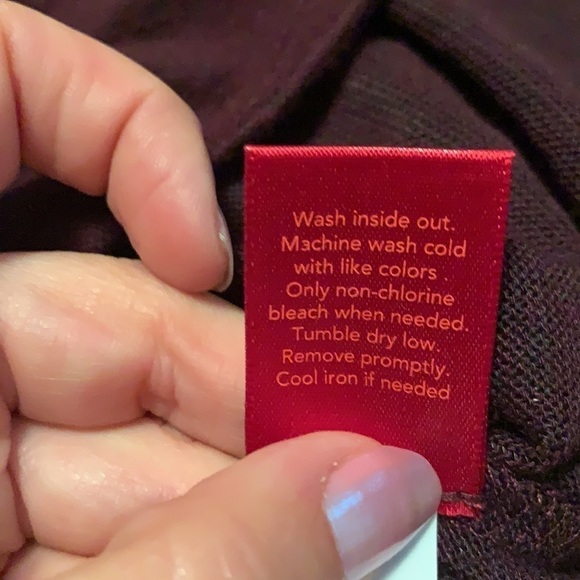 Wash inside out.
Machine wash cold
with like colors.
Only non-chlorine
bleach when needed.
Tumble dry low.
Remove promptly.
Cool iron if needed